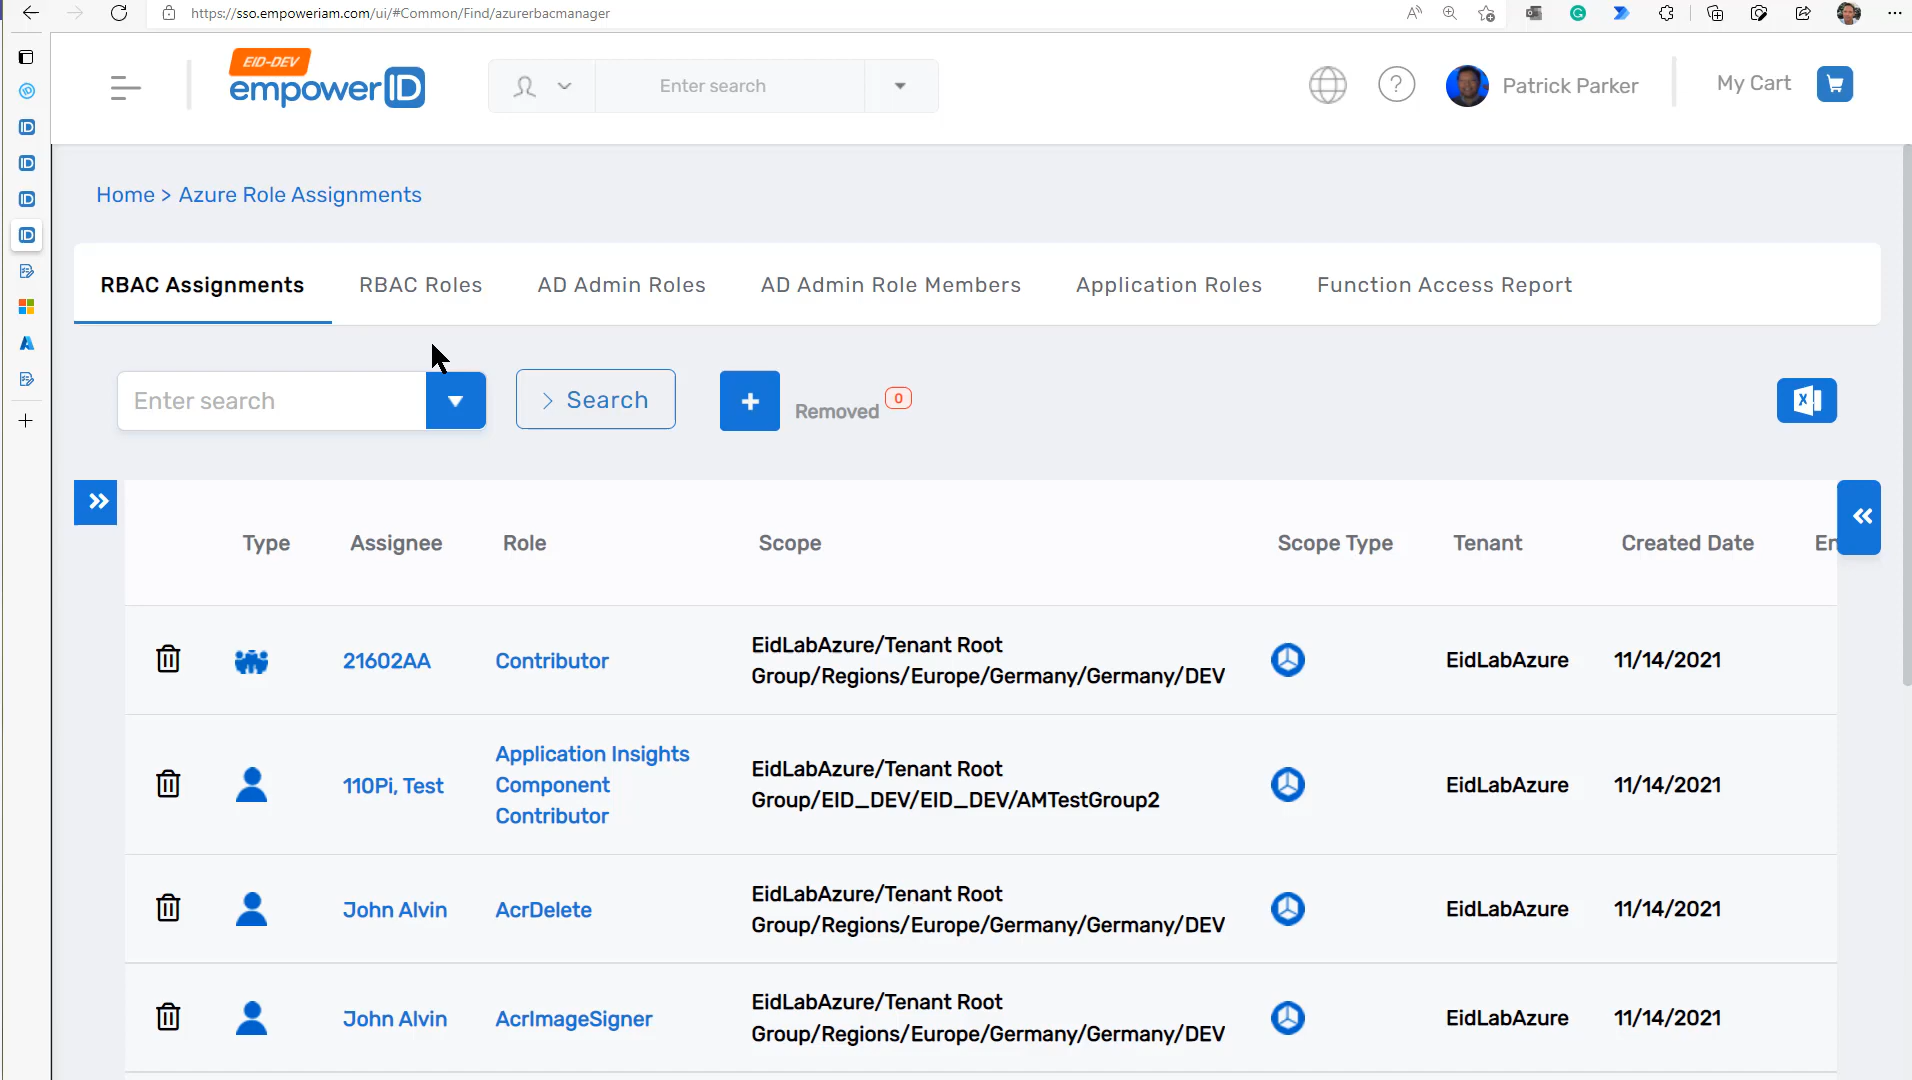 https://sso.empoweriam.com/ui/#Common/Find/azurerbacmanager
EID-DEV
empowerID
Enter search
?
Patrick Parker
My Cart
Home > Azure Role Assignments
RBAC Assignments
RBAC Roles
AD Admin Roles
AD Admin Role Members
Application Roles
Function Access Report
Enter search
Search
+
Removed
0
Type
Assignee
Role
Scope
Scope Type
Tenant
Created Date
En
21602AA
Contributor
EidLabAzure/Tenant Root
Group/Regions/Europe/Germany/Germany/DEV
EidLabAzure
11/14/2021
110Pi, Test
Application Insights
Component
Contributor
EidLabAzure/Tenant Root
Group/EID_DEV/EID_DEV/AMTestGroup2
EidLabAzure
11/14/2021
John Alvin
AcrDelete
EidLabAzure/Tenant Root
Group/Regions/Europe/Germany/Germany/DEV
EidLabAzure
11/14/2021
John Alvin
AcrImageSigner
EidLabAzure/Tenant Root
Group/Regions/Europe/Germany/Germany/DEV
EidLabAzure
11/14/2021